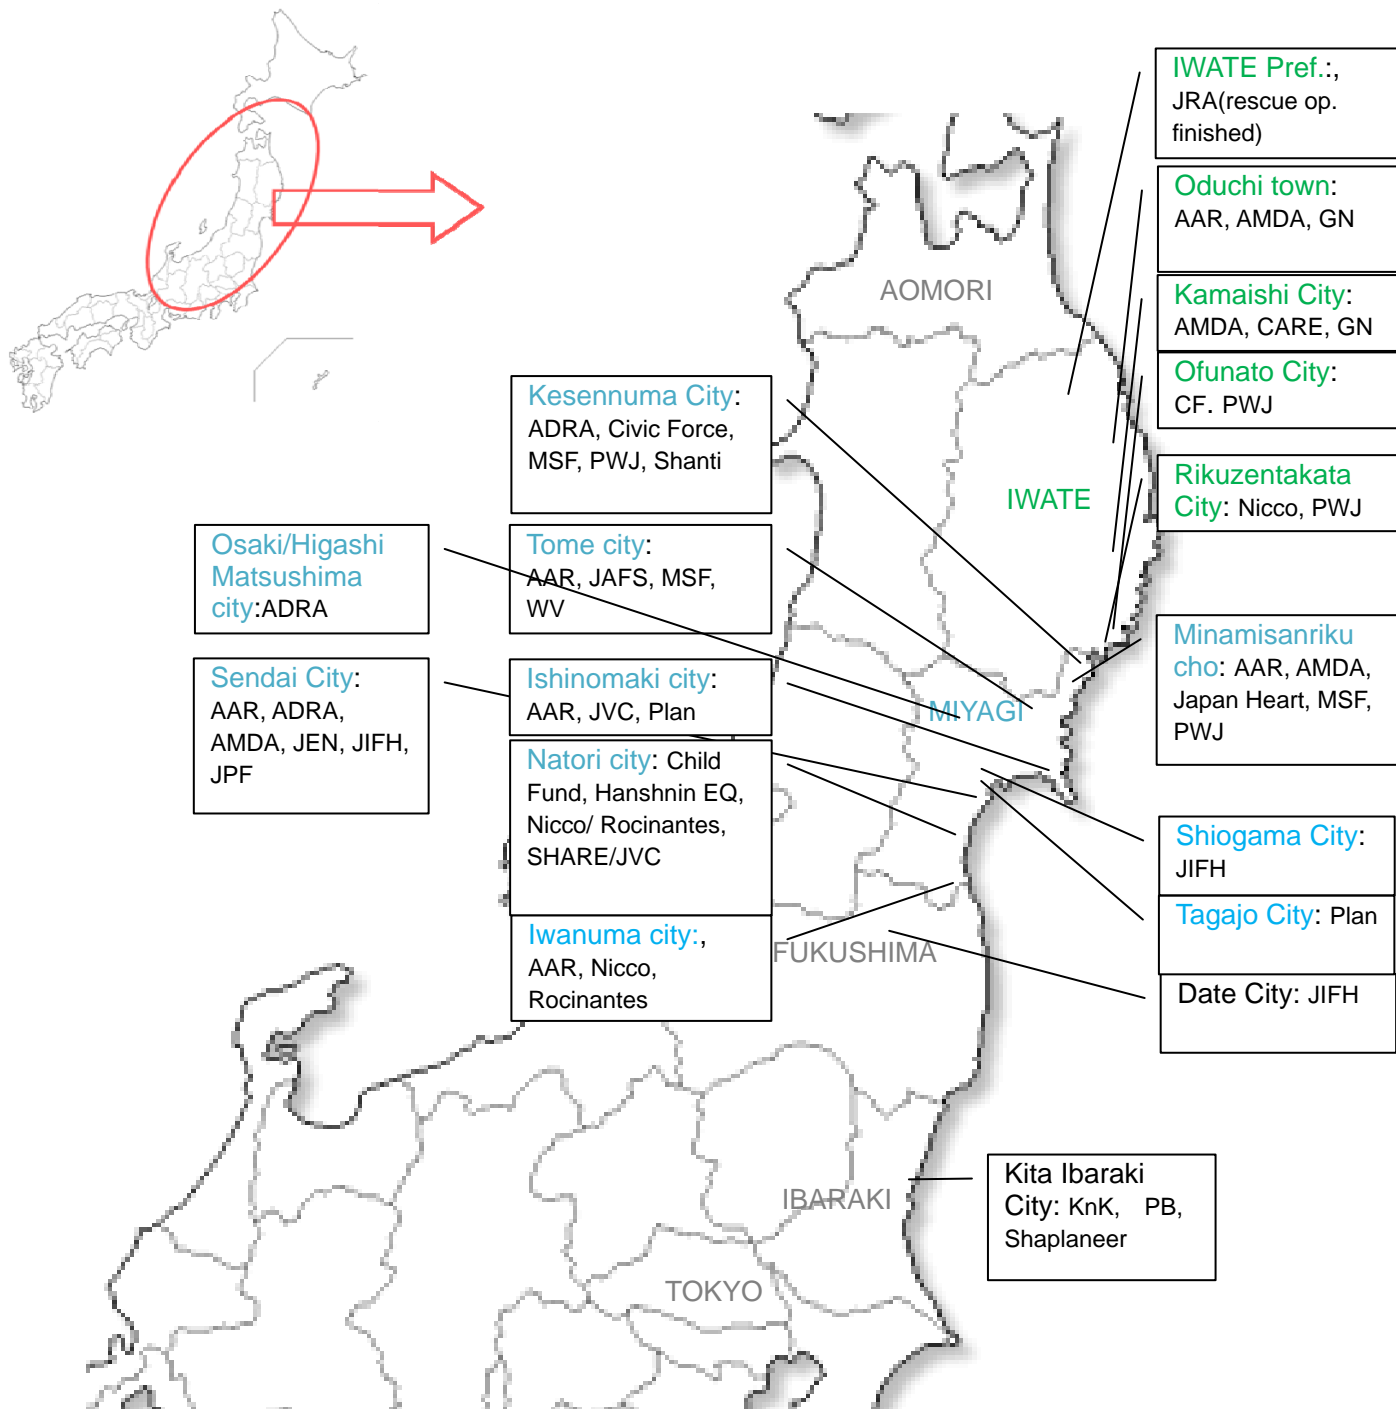 IWATE Pref.:,
JRA(rescue op.
finished)
Oduchi town:
AAR, AMDA, GN
Kamaishi City:
AMDA, CARE, GN
Ofunato City:
CF. PWJ
Rikuzentakata
City: Nicco, PWJ
Minamisanriku
cho: AAR, AMDA,
Japan Heart, MSF,
PWJ
Shiogama City:
JIFH
Tagajo City: Plan
Date City: JIFH
Kita Ibaraki
City: KnK, PB,
Shaplaneer
Kesennuma City:
ADRA, Civic Force,
MSF, PWJ, Shanti
Tome city:
AAR, JAFS, MSF,
WV
Ishinomaki city:
AAR, JVC, Plan
Natori city: Child
Fund, Hanshnin EQ,
Nicco/ Rocinantes,
SHARE/JVC
Iwanuma city:,
AAR, Nicco,
Rocinantes
Osaki/Higashi
Matsushima
city:ADRA
Sendai City:
AAR, ADRA,
AMDA, JEN, JIFH,
JPF
AOMORI
IWATE
MIYAGI
FUKUSHIMA
IBARAKI
TOKYO